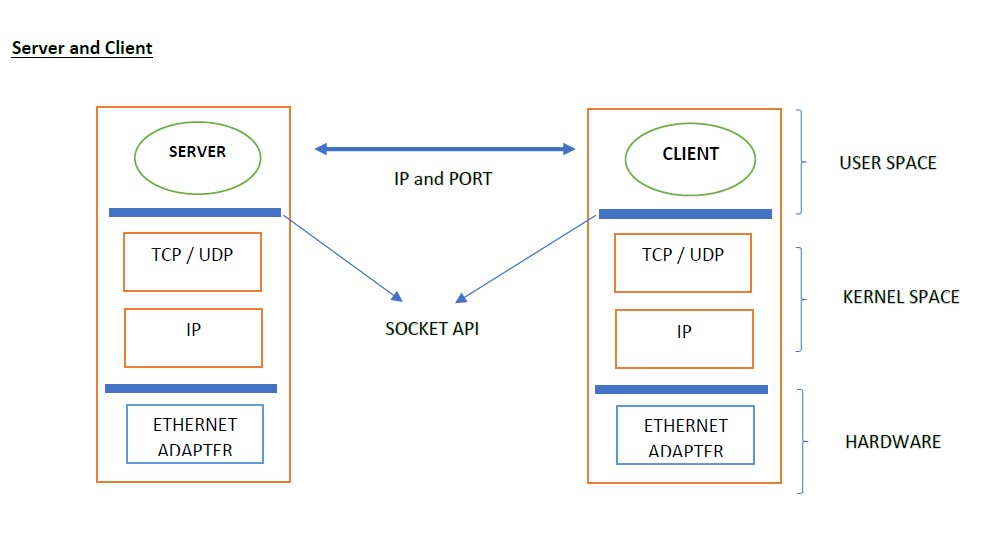 Server and Client
SERVER
CLIENT
IP and PORT
USER SPACE
TCP / UDP
TCP / UDP
KERNEL SPACE
SOCKET API
IP
IP
ETHERNET
ADAPTER
ETHERNET
ADAPTER
HARDWARE